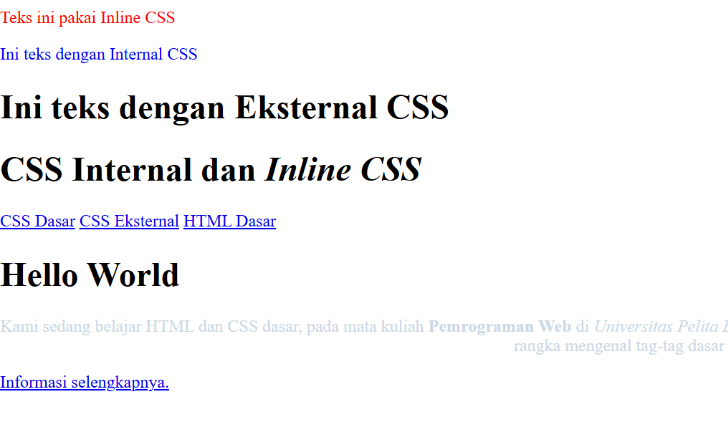 Teks ini pakai Inline CSS
Ini teks dengan Internal CSS
Ini teks dengan Eksternal CSS
CSS Internal dan Inline CSS
CSS Dasar CSS Eksternal HTML Dasar
Hello World
Kami sedang belajar HTML dan CSS dasar, pada mata kuliah Pemrograman Web di Universitas Pelita
rangka mengenal tag-tag dasar
Informasi selengkapnya.